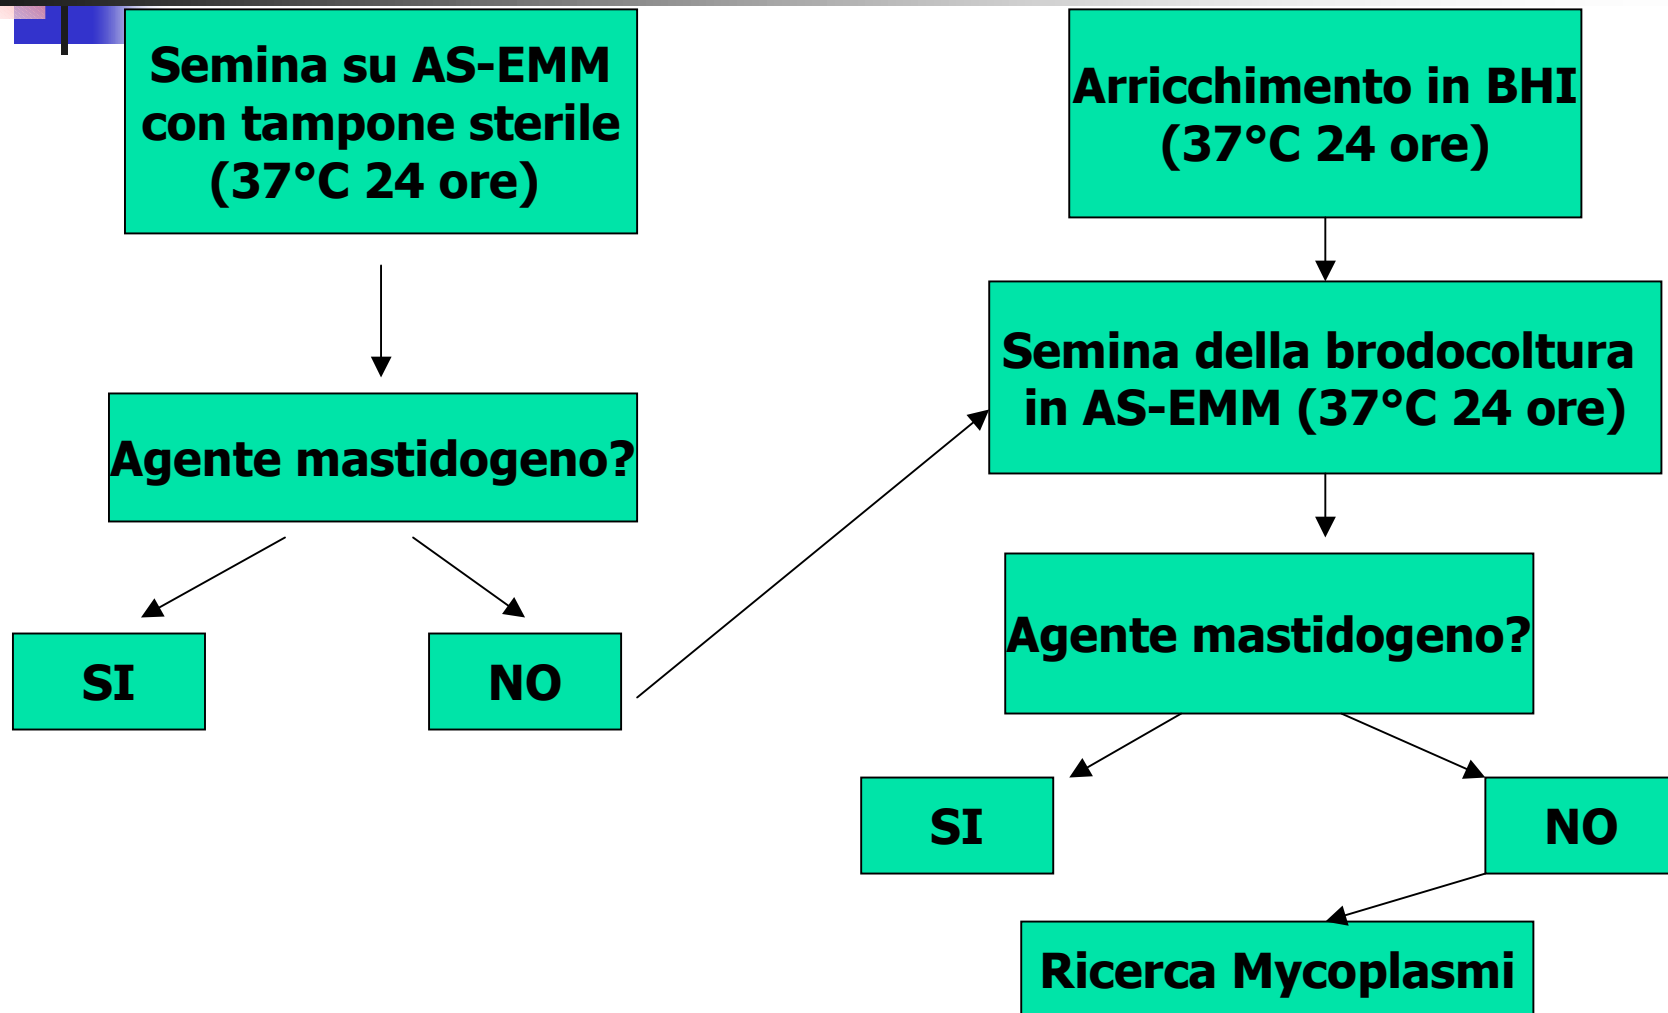 Semina su AS-EMM
con tampone sterile
(37°C 24 ore)
Agente mastidogeno?
SI
NO
Arricchimento in BHI
(37°C 24 ore)
Semina della brodocoltura
in AS-EMM (37°C 24 ore)
Agente mastidogeno?
SI
NO
Ricerca Mycoplasmi